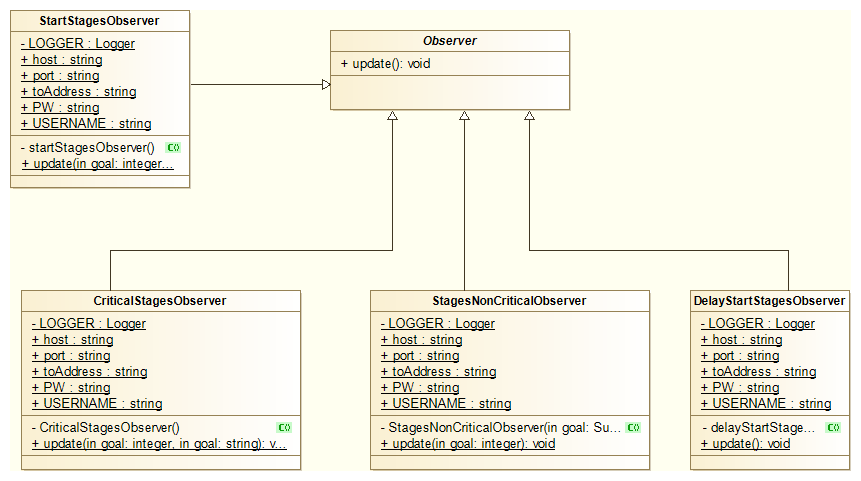 StartStagesObserver
- LOGGER : Logger
+ host : string
+ port : string
+ toAddress : string
+ PW : string
+ USERNAME : string
- startStagesObserver() C()
+ update(in goal: integer...
Observer
+ update(): void
CriticalStagesObserver
- LOGGER : Logger
+ host : string
+ port : string
+ toAddress : string
+ PW : string
+ USERNAME : string
- CriticalStagesObserver() C()
+ update(in goal: integer, in goal: string): v...
StagesNonCriticalObserver
- LOGGER : Logger
+ host : string
+ port : string
+ toAddress : string
+ PW : string
+ USERNAME : string
- StagesNonCriticalObserver(in goal: Su... C()
+ update(in goal: integer): void
DelayStartStagesObserver
- LOGGER : Logger
+ host : string
+ port : string
+ toAddress : string
+ PW : string
+ USERNAME : string
- delayStartStage... C()
+ update(): void